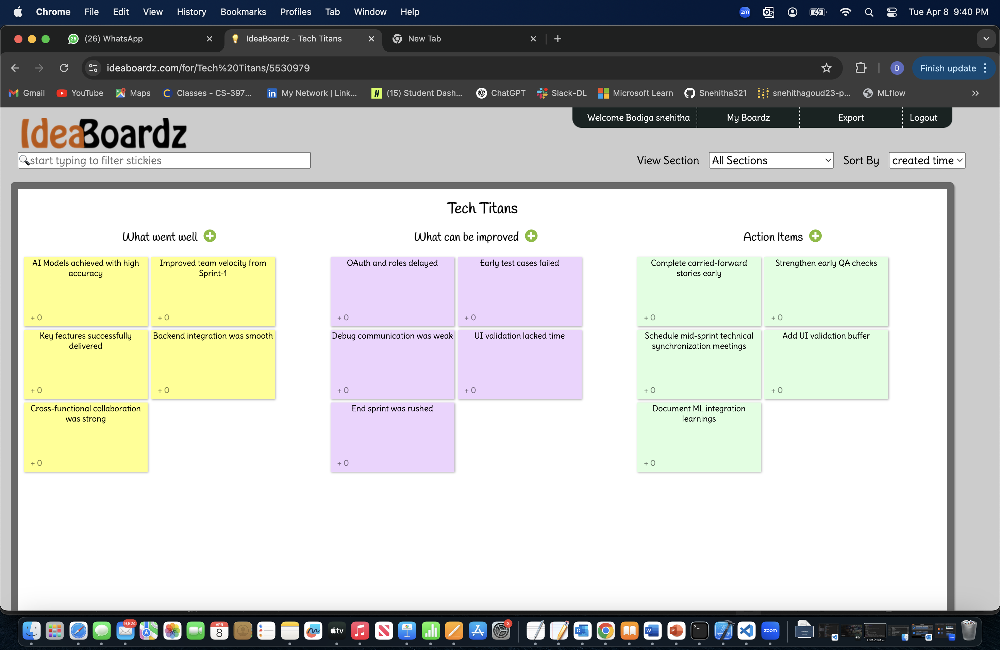 Chrome File Edit View History Bookmarks Profiles Tab Window Help
zm
Tue Apr 8 9:40 PM
26 (26) WhatsApp
IdeaBoardz - Tech Titans
New Tab
ideaboardz.com/for/Tech%20Titans/5530979
B
Finish update
Gmail
YouTube
Maps
Classes - CS-397...
My Network | Link...
(15) Student Dash...
ChatGPT
Slack-DL
Microsoft Learn
Snehitha321
snehithagoud23-p...
MLflow
IdeaBoardz
Welcome Bodiga snehitha
My Boardz
Export
Logout
start typing to filter stickies
View Section
All Sections
Sort By
created time
Tech Titans
What went well
AI Models achieved with high
accuracy
+ 0
Improved team velocity from
Sprint-1
+ 0
Key features successfully
delivered
+ 0
Backend integration was smooth
+ 0
Cross-functional collaboration
was strong
+ 0
What can be improved
OAuth and roles delayed
+ 0
Early test cases failed
+ 0
Debug communication was weak
+ 0
UI validation lacked time
+ 0
End sprint was rushed
+ 0
Action Items
Complete carried-forward
stories early
+ 0
Strengthen early QA checks
+ 0
Schedule mid-sprint technical
synchronization meetings
+ 0
Add UI validation buffer
+ 0
Document ML integration
learnings
+ 0
9,824
APR
8
tv
3
zoom
next-ser...